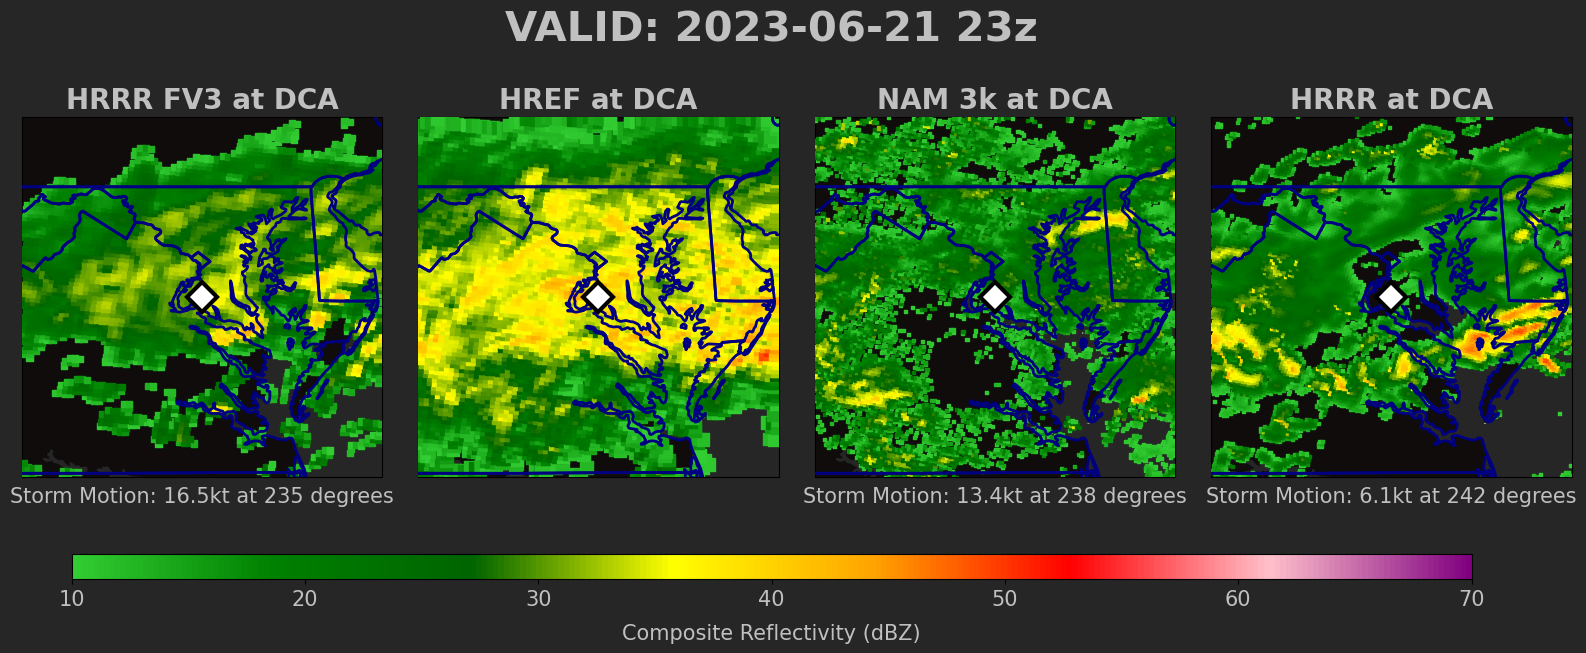 VALID: 2023-06-21 23z
HRRR FV3 at DCA
HREF at DCA
NAM 3k at DCA
HRRR at DCA
Storm Motion: 16.5kt at 235 degrees
Storm Motion: 13.4kt at 238 degrees
Storm Motion: 6.1kt at 242 degrees
10 20 30 40 50 60 70
Composite Reflectivity (dBZ)